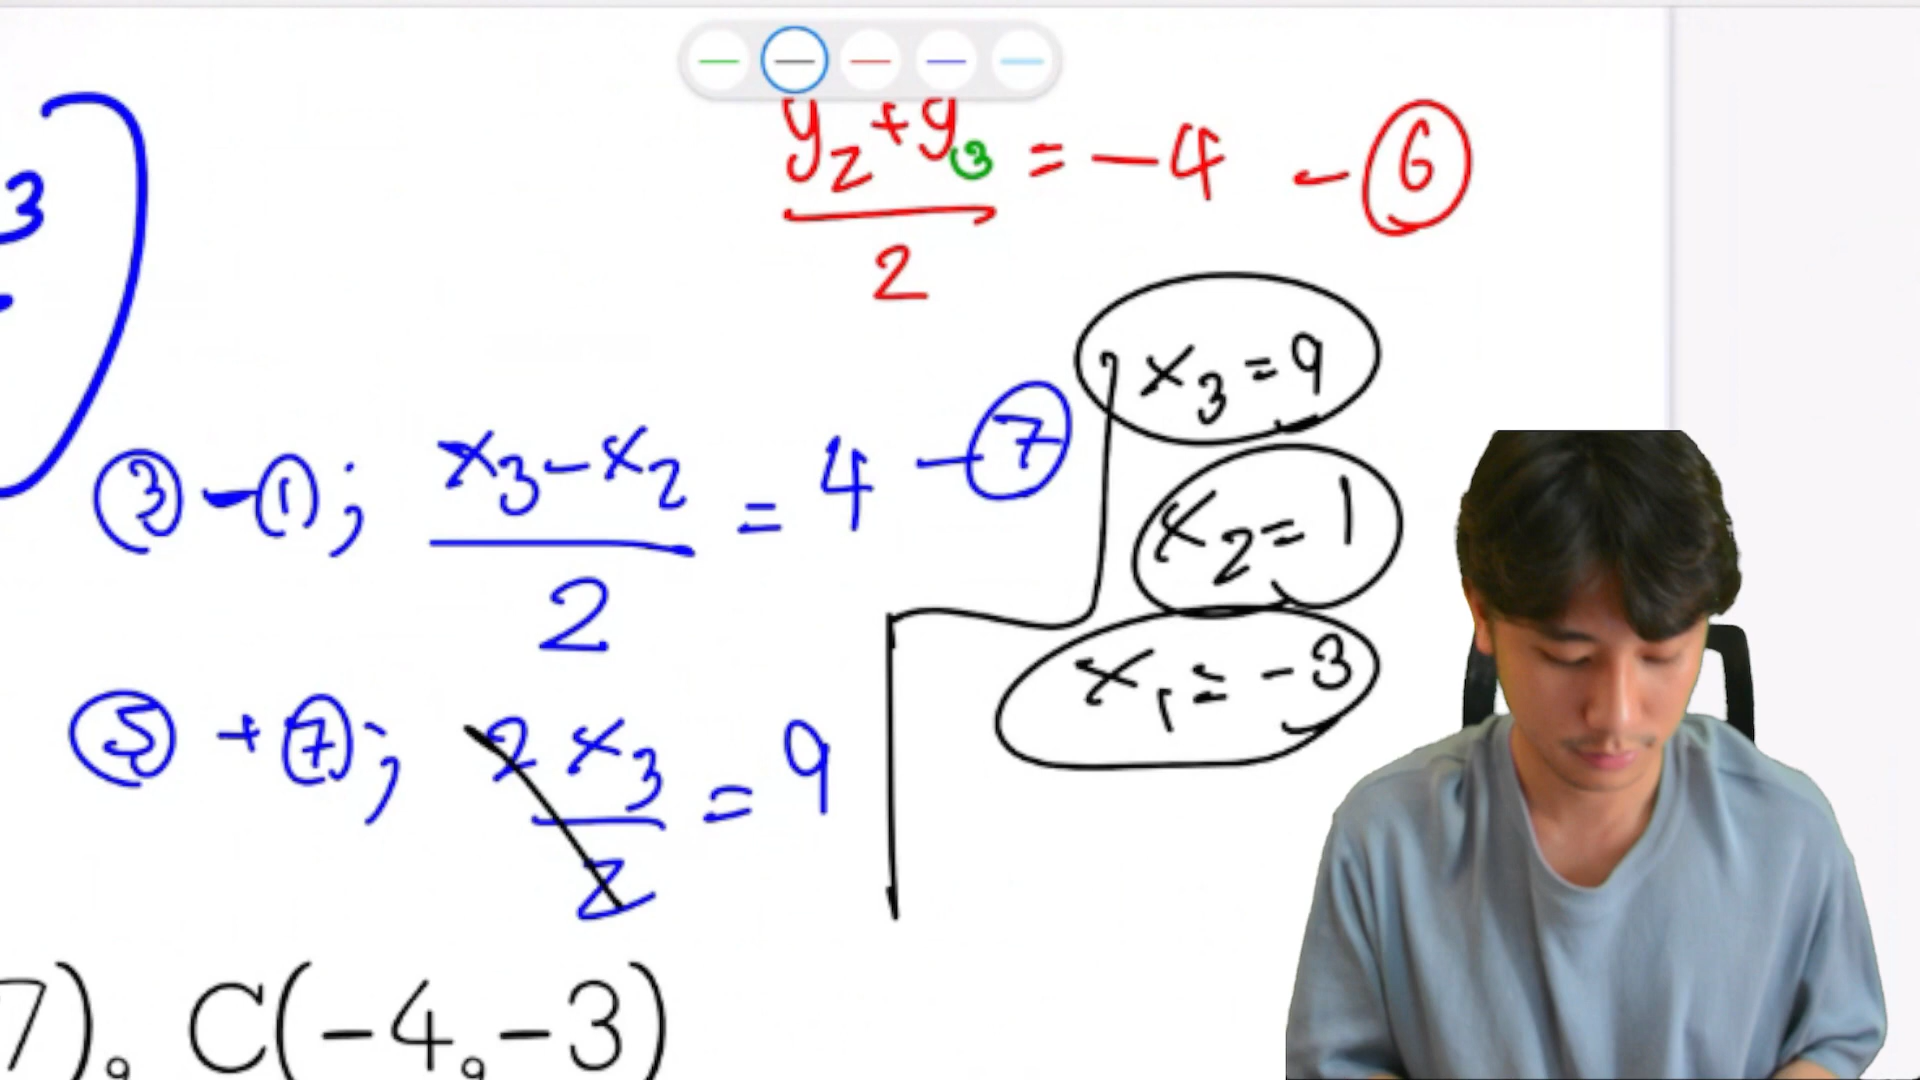 y₂+y₃
—— = -4 - ⑥
2
3
x₃=9
③-①; x₃-x₂
—— = 4 - ⑦
2
x₂=1
x₁=-3
⑤+⑦; 2x₃
—— = 9
2
7), C(-4,-3)